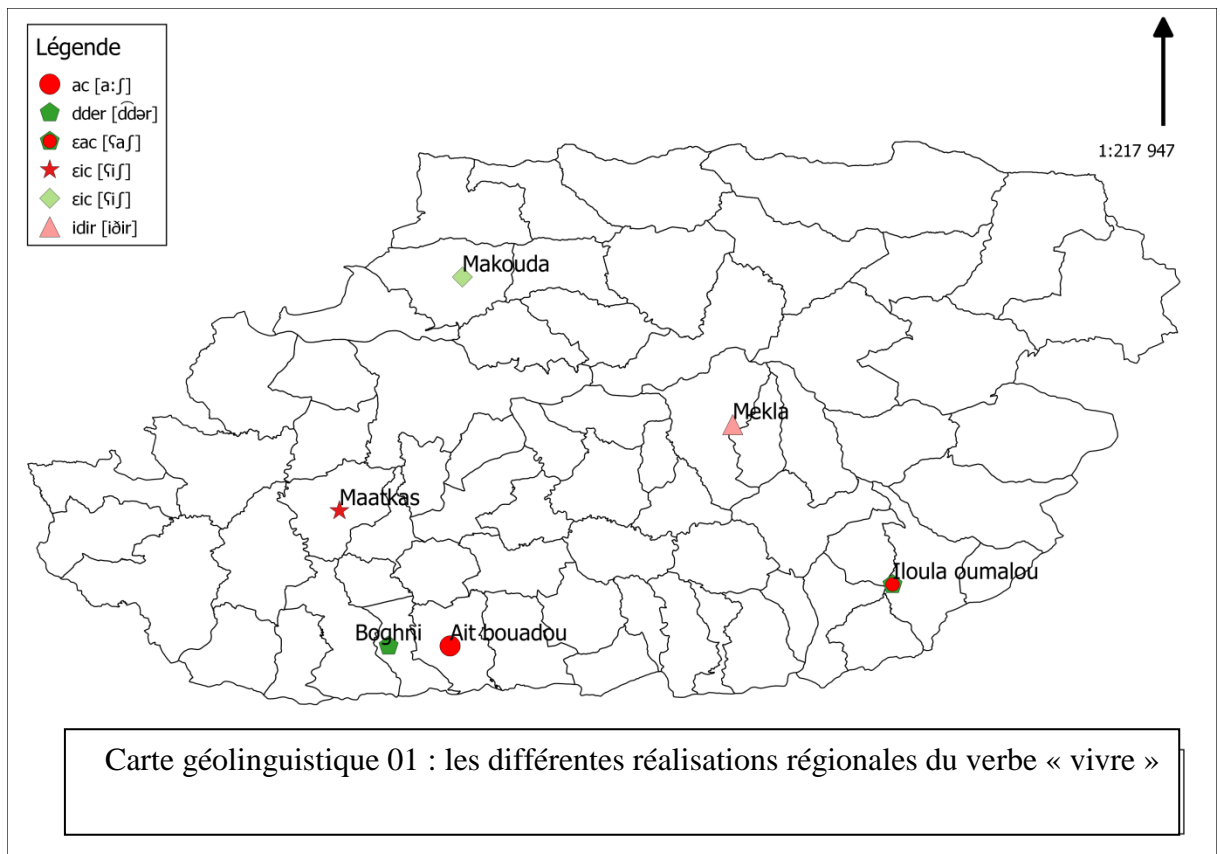 Légende
ac [a:ʃ]
dder [d͡dər]
ɛac [ʕaʃ]
ɛic [ʕiʃ]
ɛic [ʕiʃ]
idir [iðir]
1:217 947
Makouda
Mekla
Maatkas
Iloula oumalou
Boghni
Ait bouadou
Carte géolinguistique 01 : les différentes réalisations régionales du verbe « vivre »